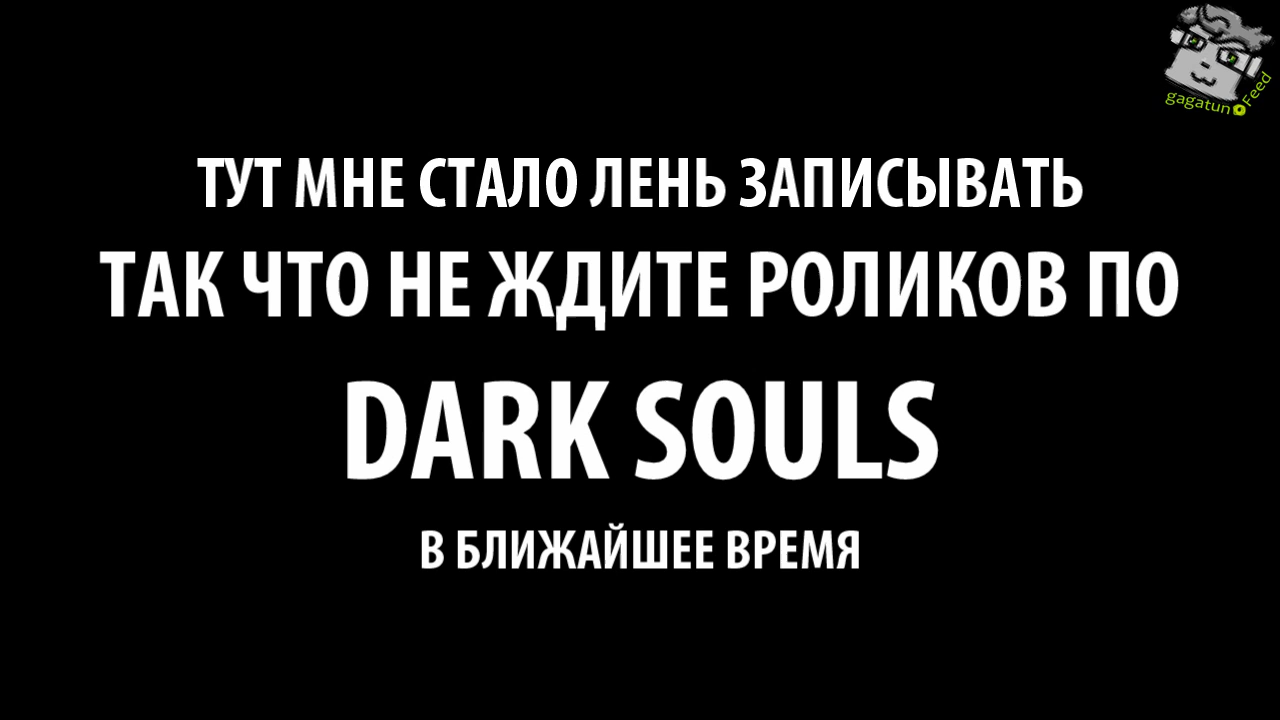 gagatun Feed
ТУТ МНЕ СТАЛО ЛЕНЬ ЗАПИСЫВАТЬ
ТАК ЧТО НЕ ЖДИТЕ РОЛИКОВ ПО
DARK SOULS
В БЛИЖАЙШЕЕ ВРЕМЯ